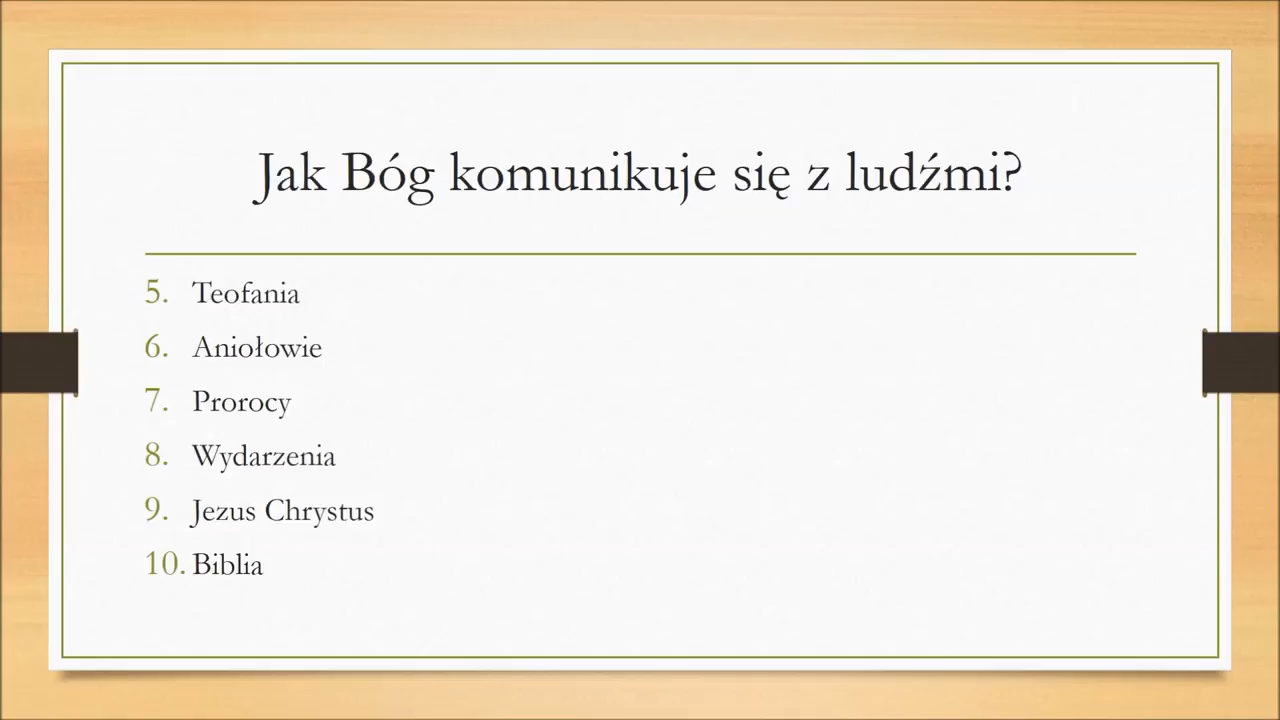 Jak Bóg komunikuje się z ludźmi?
5. Teofania
6. Aniołowie
7. Prorocy
8. Wydarzenia
9. Jezus Chrystus
10. Biblia